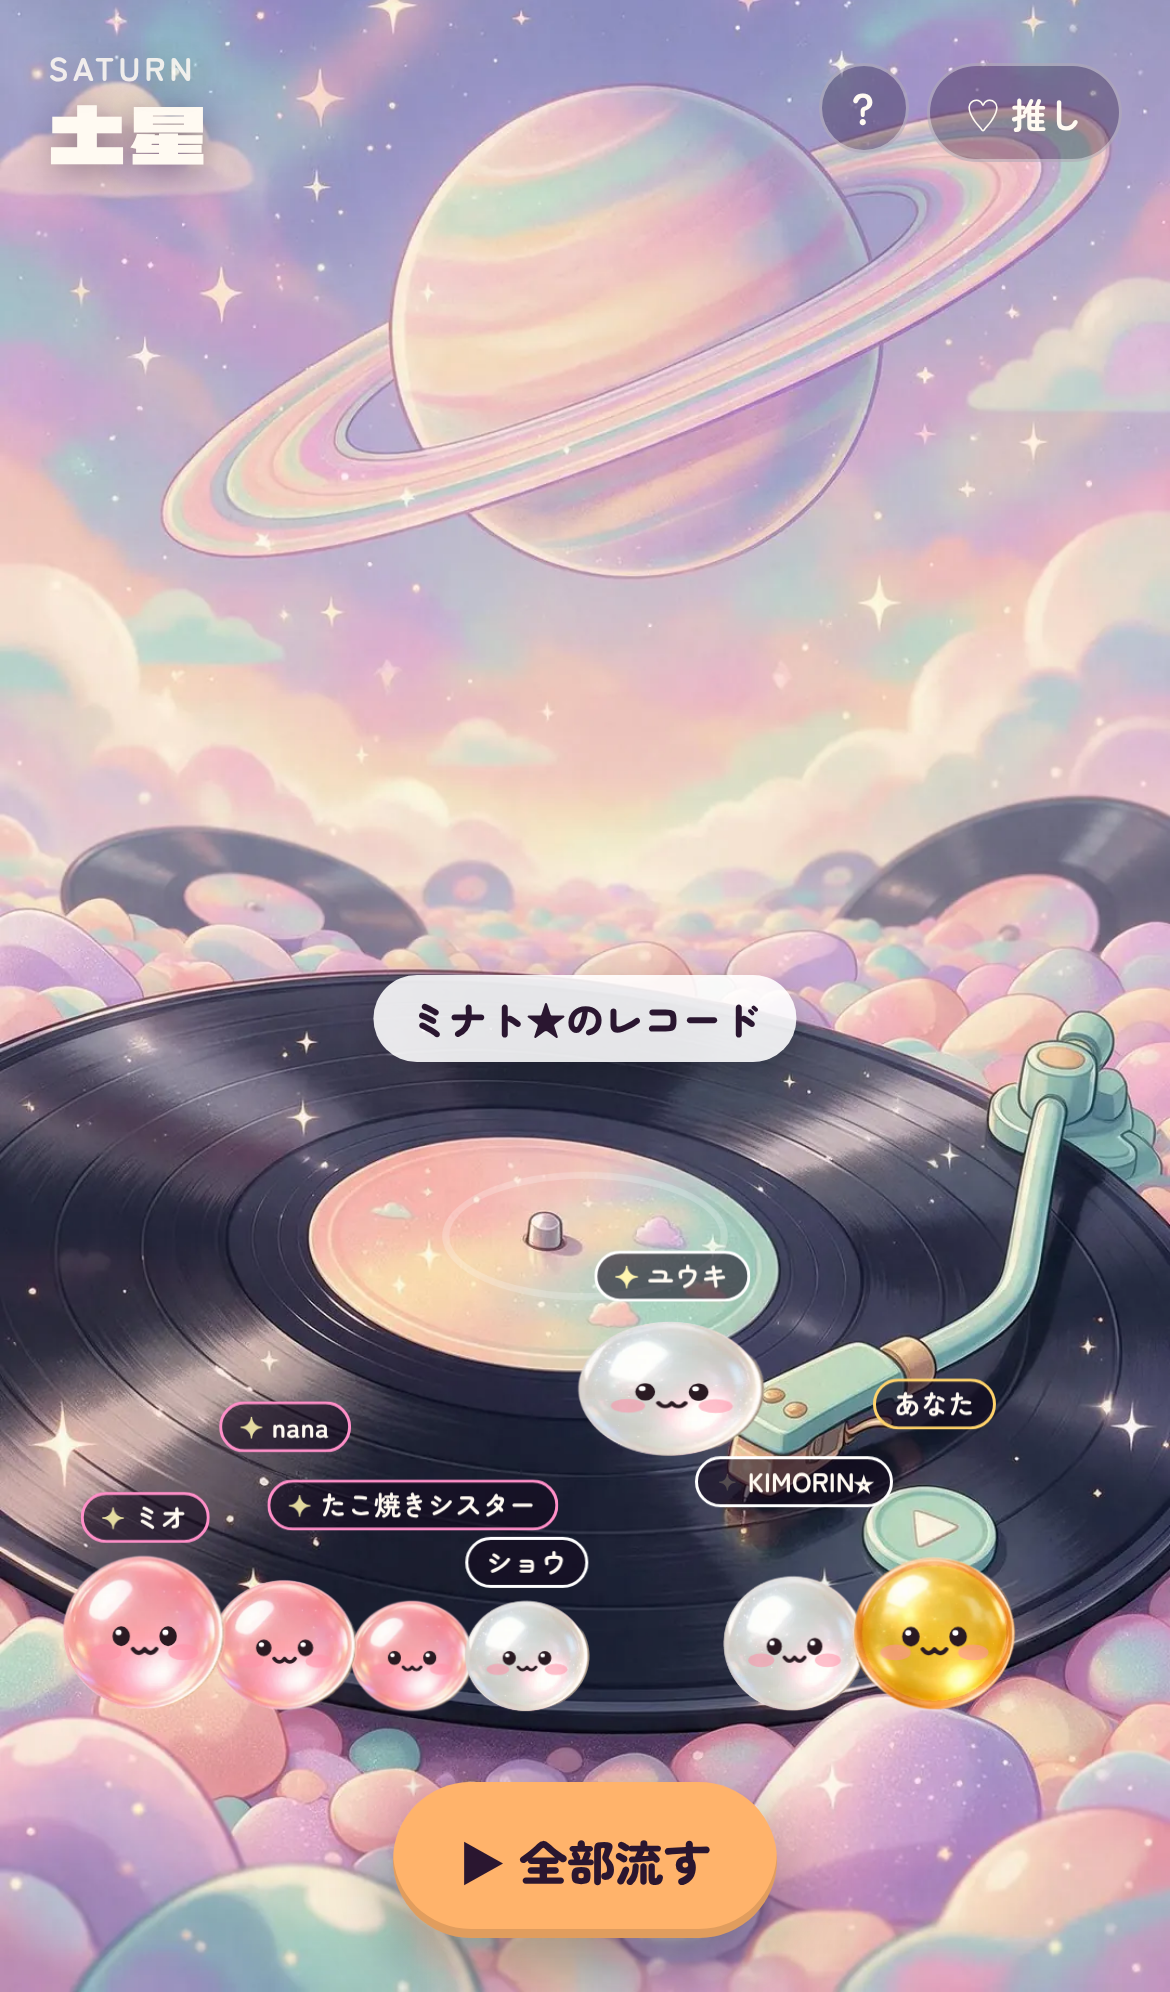 SATURN
土星
?
♡ 推し
ミナト★のレコード
✦ ユウキ
あなた
✦ nana
✦ KIMORIN★
✦ たこ焼きシスター
✦ ミオ
ショウ
▶ 全部流す